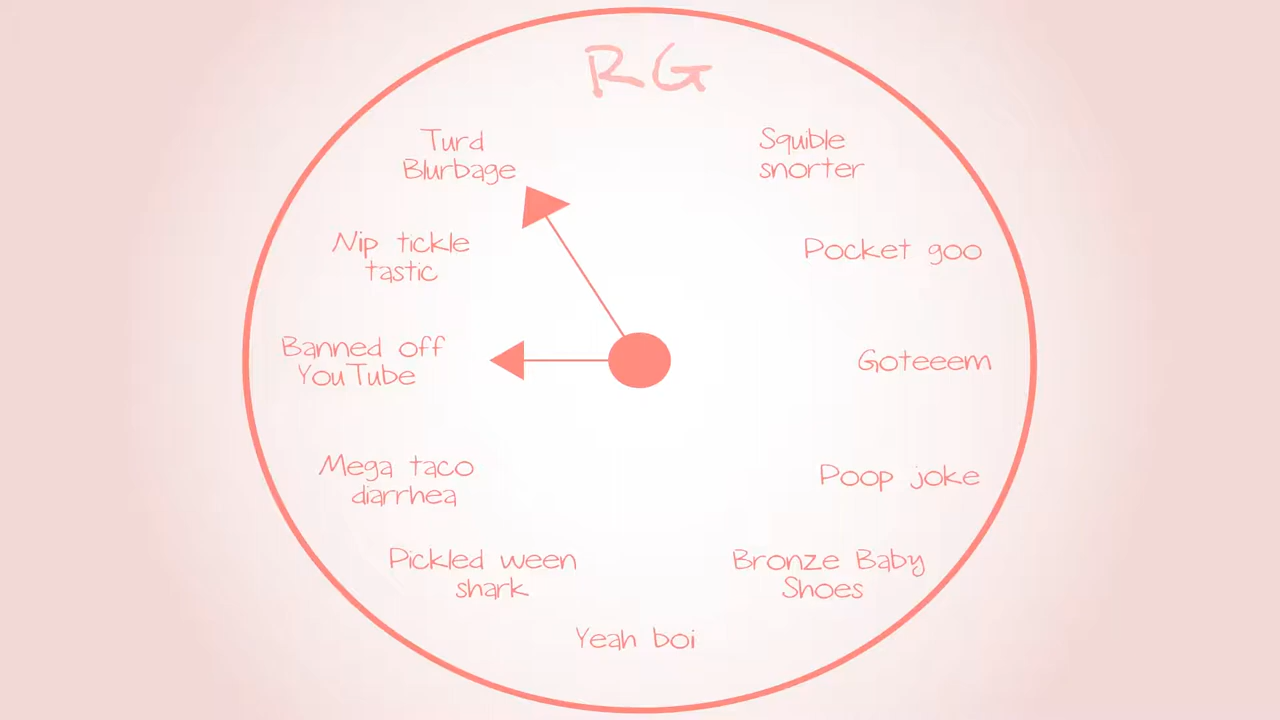 RG
Turd
Blurbage
Squible
snorter
Nip tickle
tastic
Pocket goo
Banned off
YouTube
Goteeem
Mega taco
diarrhea
Poop joke
Pickled ween
shark
Bronze Baby
Shoes
Yeah boi